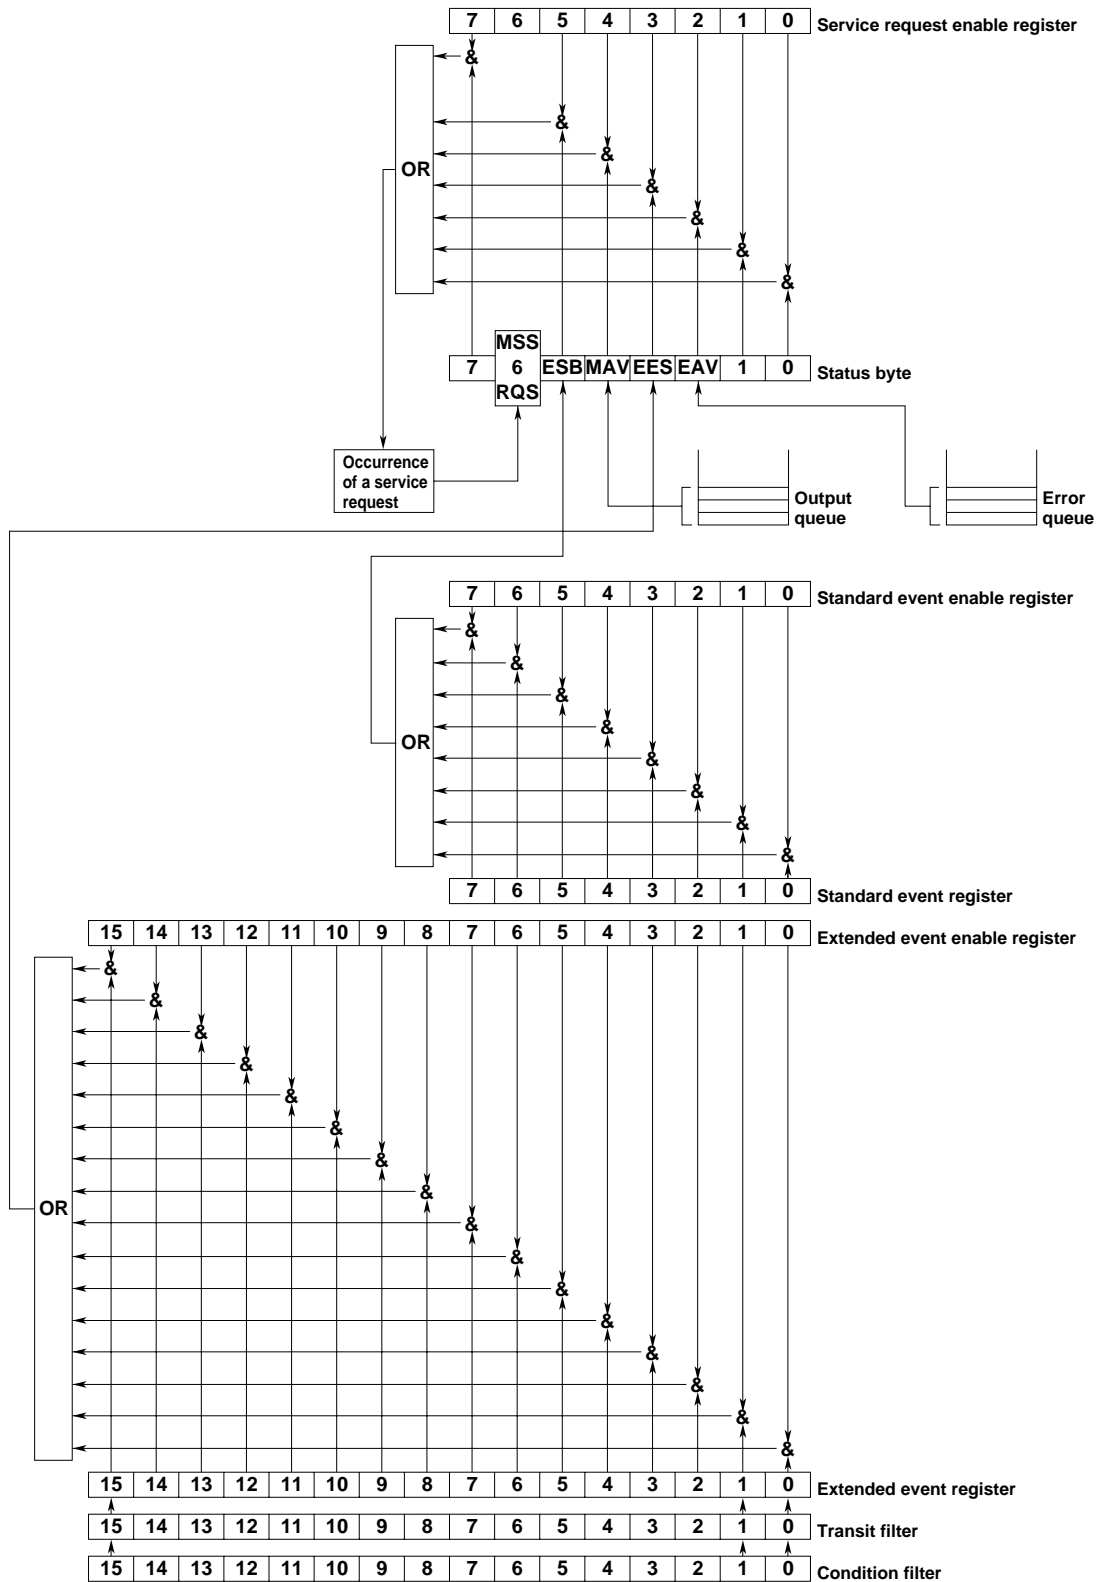 7 6 5 4 3 2 1 0 Service request enable register
&
&
&
OR
&
&
&
&
MSS
7 6 ESB MAV EES EAV 1 0 Status byte
RQS
Occurrence
of a service
request
Output
queue
Error
queue
7 6 5 4 3 2 1 0 Standard event enable register
&
&
&
&
OR
&
&
&
&
7 6 5 4 3 2 1 0 Standard event register
15 14 13 12 11 10 9 8 7 6 5 4 3 2 1 0 Extended event enable register
&
&
&
&
&
&
&
&
OR
&
&
&
&
&
&
&
&
15 14 13 12 11 10 9 8 7 6 5 4 3 2 1 0 Extended event register
15 14 13 12 11 10 9 8 7 6 5 4 3 2 1 0 Transit filter
15 14 13 12 11 10 9 8 7 6 5 4 3 2 1 0 Condition filter